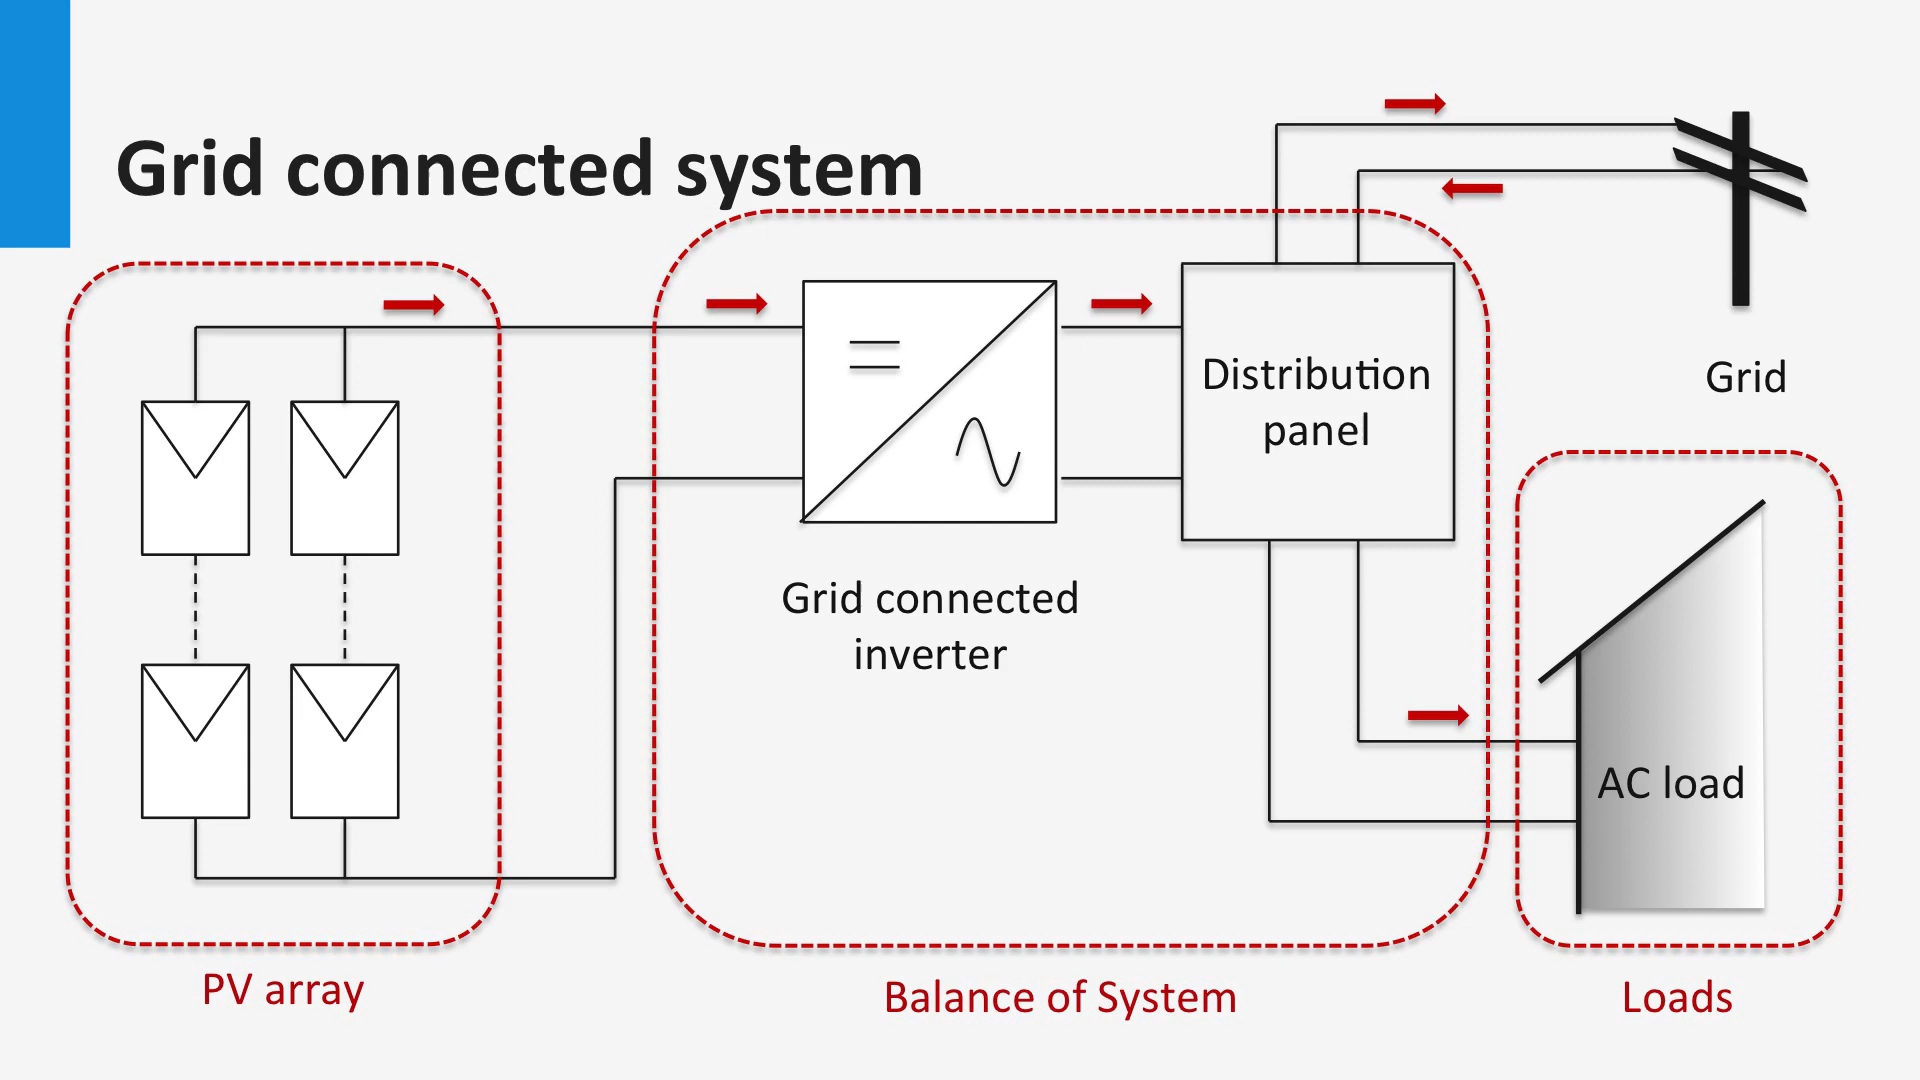 Grid connected system
Distribution
panel
Grid
Grid connected
inverter
AC load
PV array
Balance of System
Loads